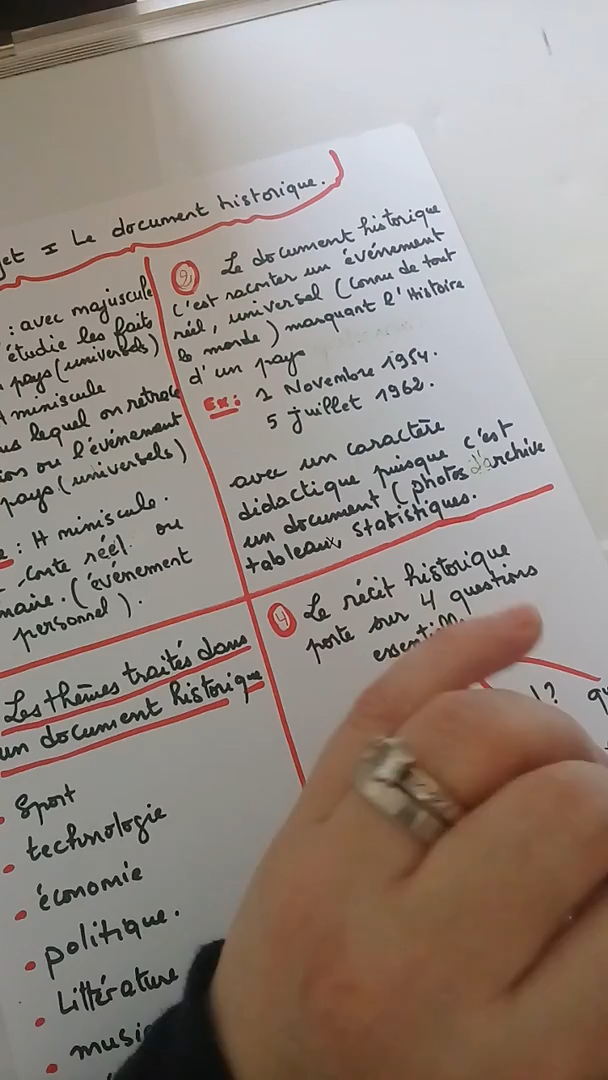 jet I Le document historique.
: avec majuscule
étudie les faits
pays (universels)
H miniscule
lequel on retrace
ou l'événement
pays (universels)
: H miniscule.
conte réel ou
maire. (événement
personnel).
② Le document historique
c'est raconter un événement
réel, universel (connu de tout
le monde) marquant l'Histoire
d'un pays
Ex: 1 Novembre 1954.
5 juillet 1962.
avec un caractère
didactique puisque c'est
un document (photos d'archive
tableaux, statistiques.
Les thèmes traités dans
un document historique
• Sport
• technologie
• économie
• politique.
• Littérature
④ Le récit historique
porte sur 4 questions